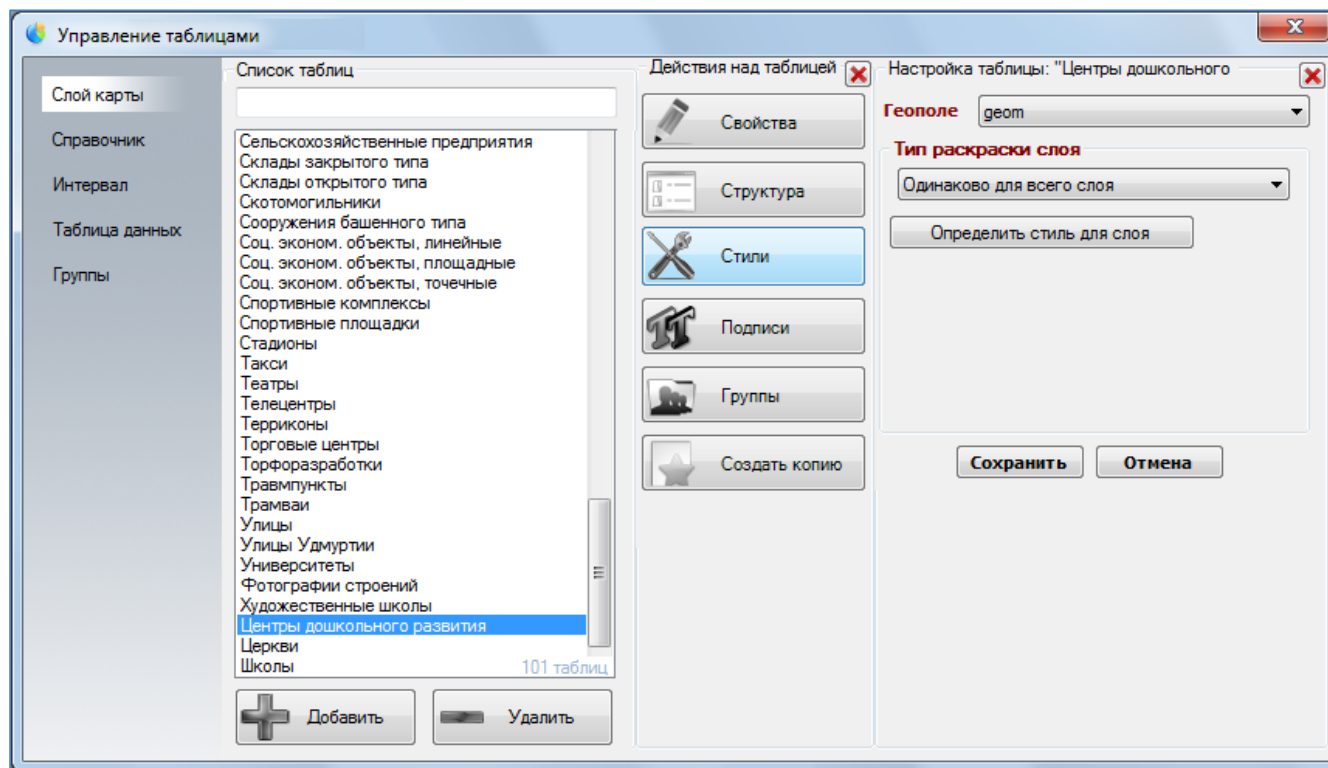 Управление таблицами
Слой карты
Справочник
Интервал
Таблица данных
Группы
Список таблиц
Сельскохозяйственные предприятия
Склады закрытого типа
Склады открытого типа
Скотомогильники
Сооружения башенного типа
Соц. эконом. объекты, линейные
Соц. эконом. объекты, площадные
Соц. эконом. объекты, точечные
Спортивные комплексы
Спортивные площадки
Стадионы
Такси
Театры
Телецентры
Терриконы
Торговые центры
Торфоразработки
Травмпункты
Трамваи
Улицы
Улицы Удмуртии
Университеты
Фотографии строений
Художественные школы
Центры дошкольного развития
Церкви
Школы
101 таблиц
Добавить
Удалить
Действия над таблицей
Свойства
Структура
Стили
Подписи
Группы
Создать копию
Настройка таблицы: "Центры дошкольного
Геополе
geom
Тип раскраски слоя
Одинаково для всего слоя
Определить стиль для слоя
Сохранить
Отмена